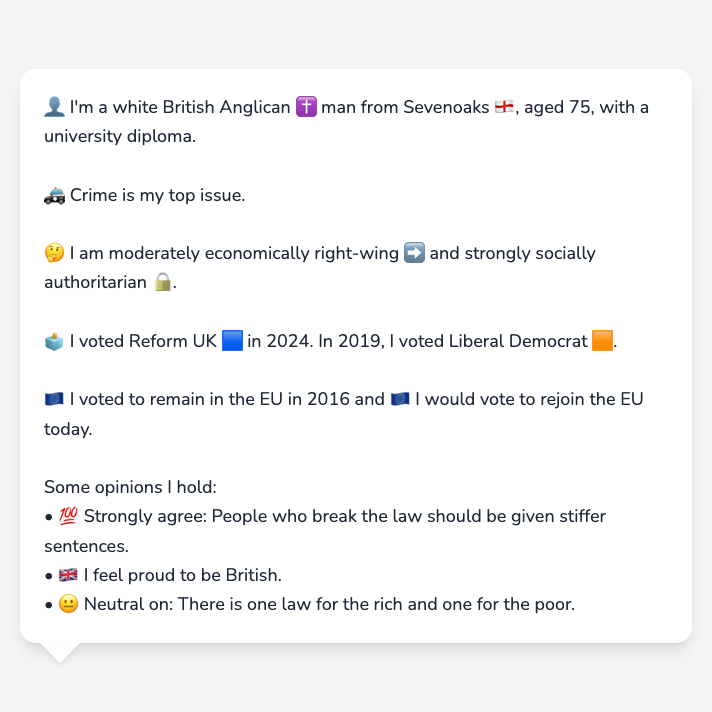 👤 I'm a white British Anglican ✝️ man from Sevenoaks 🏴󠁧󠁢󠁥󠁮󠁧󠁿, aged 75, with a
university diploma.
🚓 Crime is my top issue.
🤔 I am moderately economically right-wing ➡️ and strongly socially
authoritarian 🔒.
🗳️ I voted Reform UK 🟦 in 2024. In 2019, I voted Liberal Democrat 🟧.
🇪🇺 I voted to remain in the EU in 2016 and 🇪🇺 I would vote to rejoin the EU
today.
Some opinions I hold:
• 💯 Strongly agree: People who break the law should be given stiffer
sentences.
• 🇬🇧 I feel proud to be British.
• 😐 Neutral on: There is one law for the rich and one for the poor.